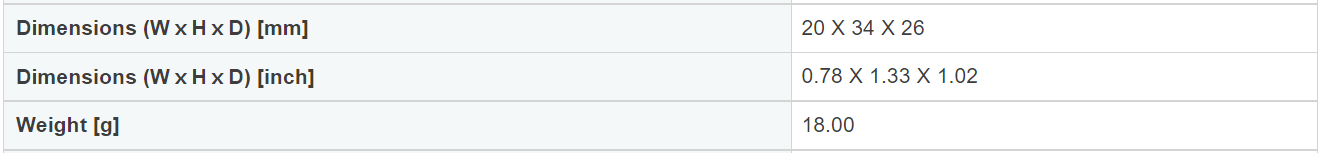 Dimensions (W x H x D) [mm] 20 X 34 X 26
Dimensions (W x H x D) [inch] 0.78 X 1.33 X 1.02
Weight [g] 18.00